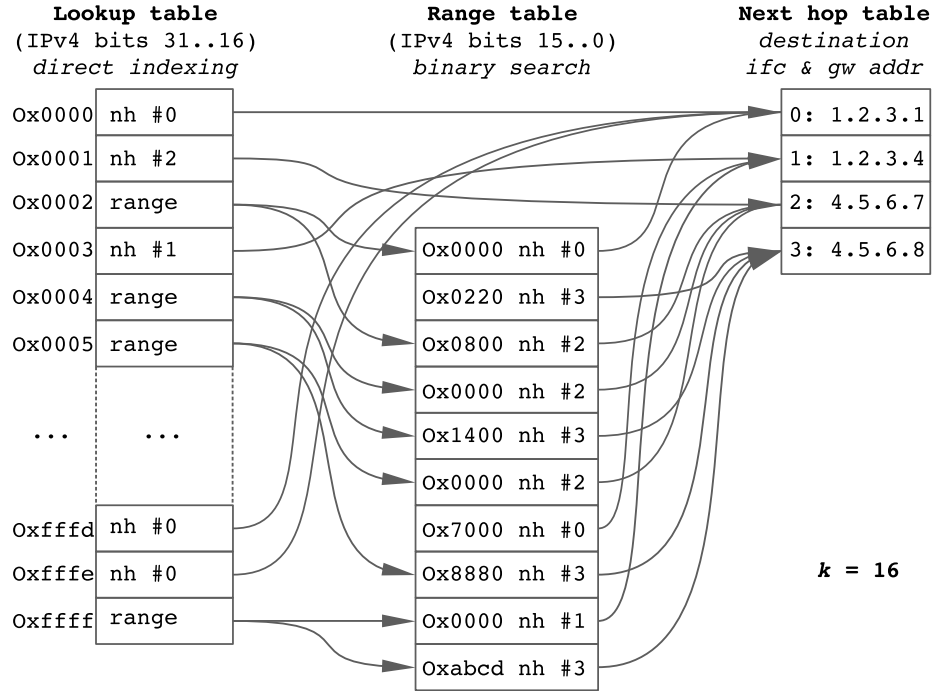 Lookup table
(IPv4 bits 31..16)
direct indexing
0x0000 nh #0
0x0001 nh #2
0x0002 range
0x0003 nh #1
0x0004 range
0x0005 range
... ...
0xfffd nh #0
0xfffe nh #0
0xffff range
Range table
(IPv4 bits 15..0)
binary search
0x0000 nh #0
0x0220 nh #3
0x0800 nh #2
0x0000 nh #2
0x1400 nh #3
0x0000 nh #2
0x7000 nh #0
0x8880 nh #3
0x0000 nh #1
0xabcd nh #3
Next hop table
destination
ifc & gw addr
0: 1.2.3.1
1: 1.2.3.4
2: 4.5.6.7
3: 4.5.6.8
k = 16